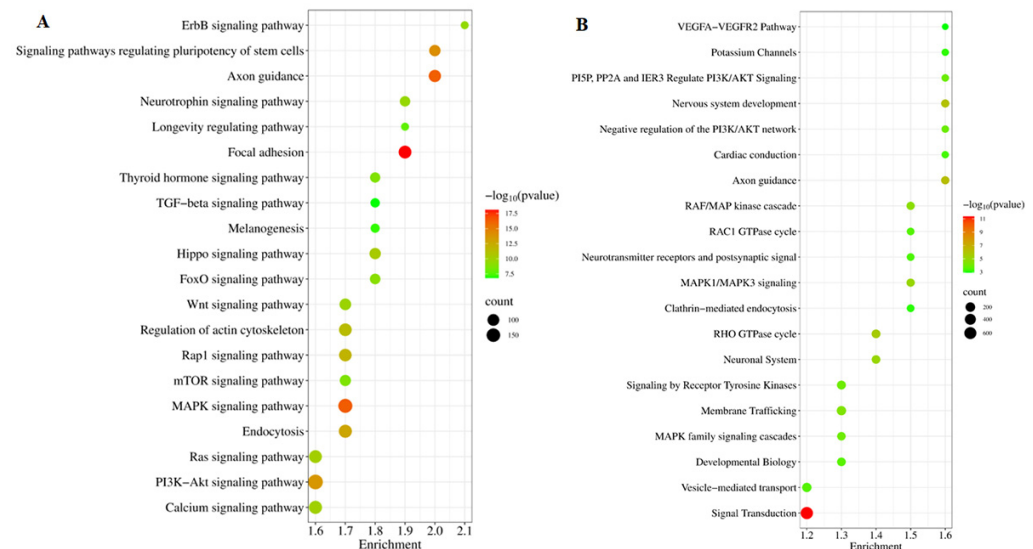 A
ErbB signaling pathway
Signaling pathways regulating pluripotency of stem cells
Axon guidance
Neurotrophin signaling pathway
Longevity regulating pathway
Focal adhesion
Thyroid hormone signaling pathway
TGF−beta signaling pathway
Melanogenesis
Hippo signaling pathway
FoxO signaling pathway
Wnt signaling pathway
Regulation of actin cytoskeleton
Rap1 signaling pathway
mTOR signaling pathway
MAPK signaling pathway
Endocytosis
Ras signaling pathway
PI3K−Akt signaling pathway
Calcium signaling pathway
1.6 1.7 1.8 1.9 2.0 2.1
Enrichment
−log10(pvalue)
17.5
15.0
12.5
10.0
7.5
count
100
150
B
VEGFA−VEGFR2 Pathway
Potassium Channels
PI5P, PP2A and IER3 Regulate PI3K/AKT Signaling
Nervous system development
Negative regulation of the PI3K/AKT network
Cardiac conduction
Axon guidance
RAF/MAP kinase cascade
RAC1 GTPase cycle
Neurotransmitter receptors and postsynaptic signal
MAPK1/MAPK3 signaling
Clathrin−mediated endocytosis
RHO GTPase cycle
Neuronal System
Signaling by Receptor Tyrosine Kinases
Membrane Trafficking
MAPK family signaling cascades
Developmental Biology
Vesicle−mediated transport
Signal Transduction
1.2 1.3 1.4 1.5 1.6
Enrichment
−log10(pvalue)
11
9
7
5
3
count
200
400
600